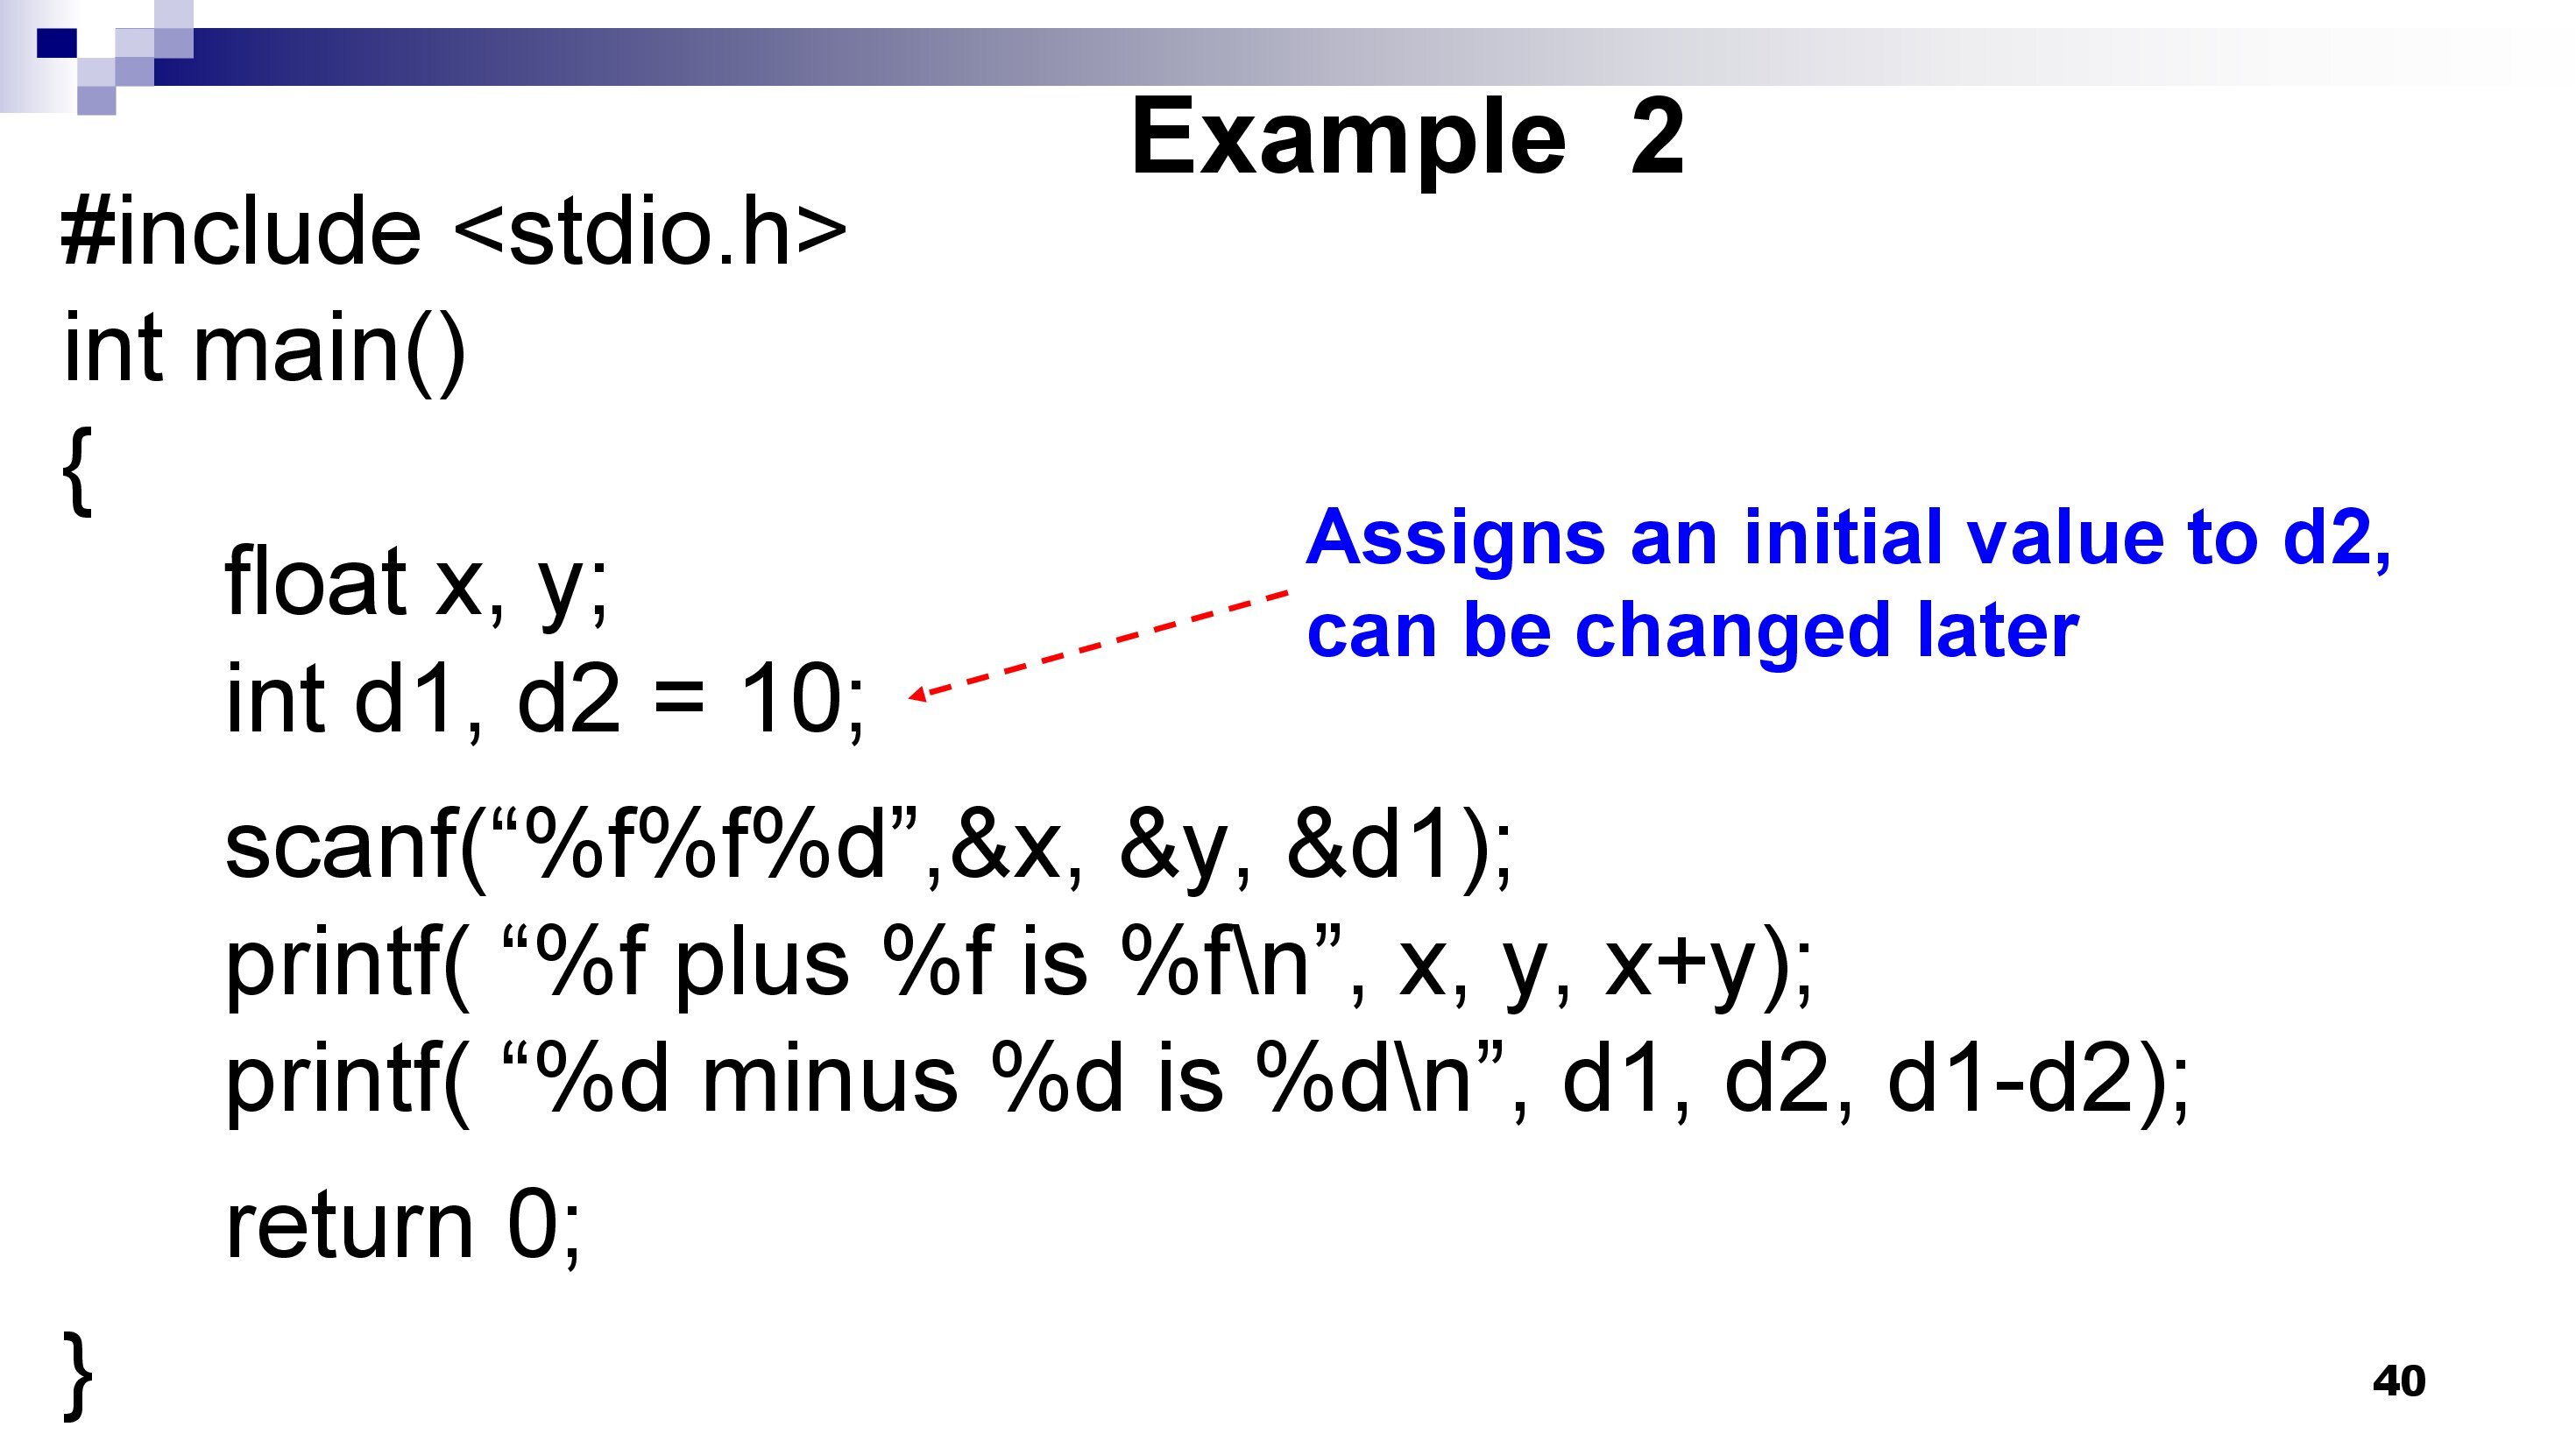 Example 2
#include <stdio.h>
int main()
{
float x, y;
int d1, d2 = 10;
Assigns an initial value to d2,
can be changed later
scanf(“%f%f%d”,&x, &y, &d1);
printf( “%f plus %f is %f\n”, x, y, x+y);
printf( “%d minus %d is %d\n”, d1, d2, d1-d2);
return 0;
}
40